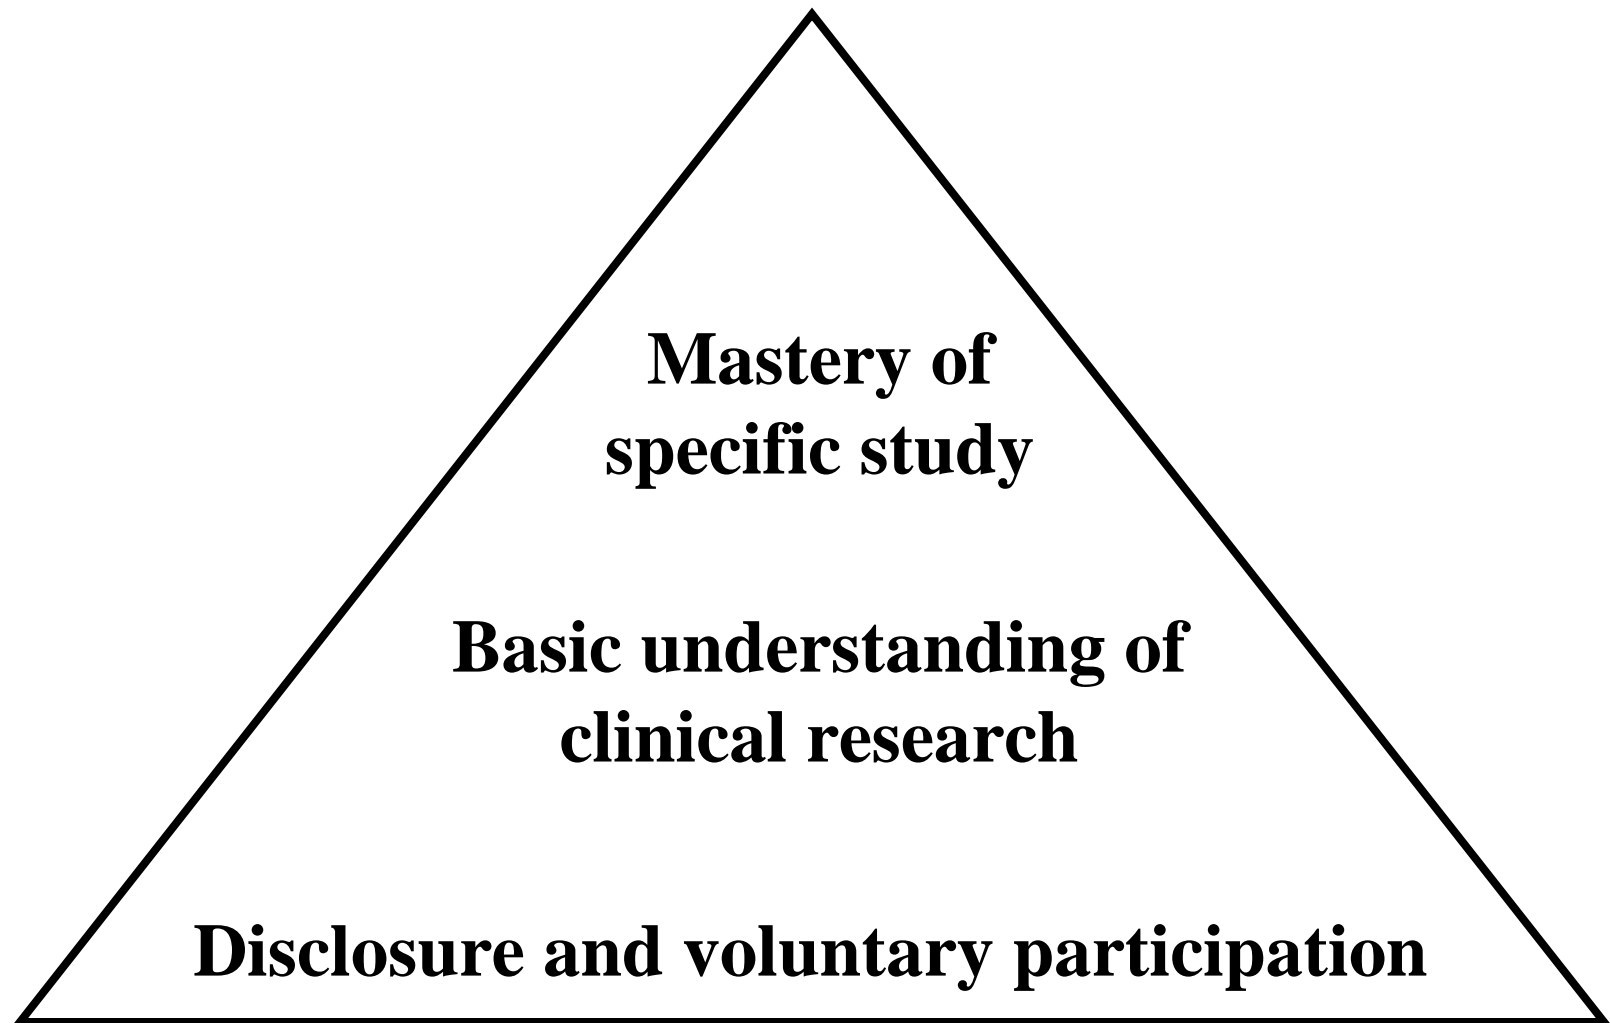 Mastery of
specific study
Basic understanding of
clinical research
Disclosure and voluntary participation